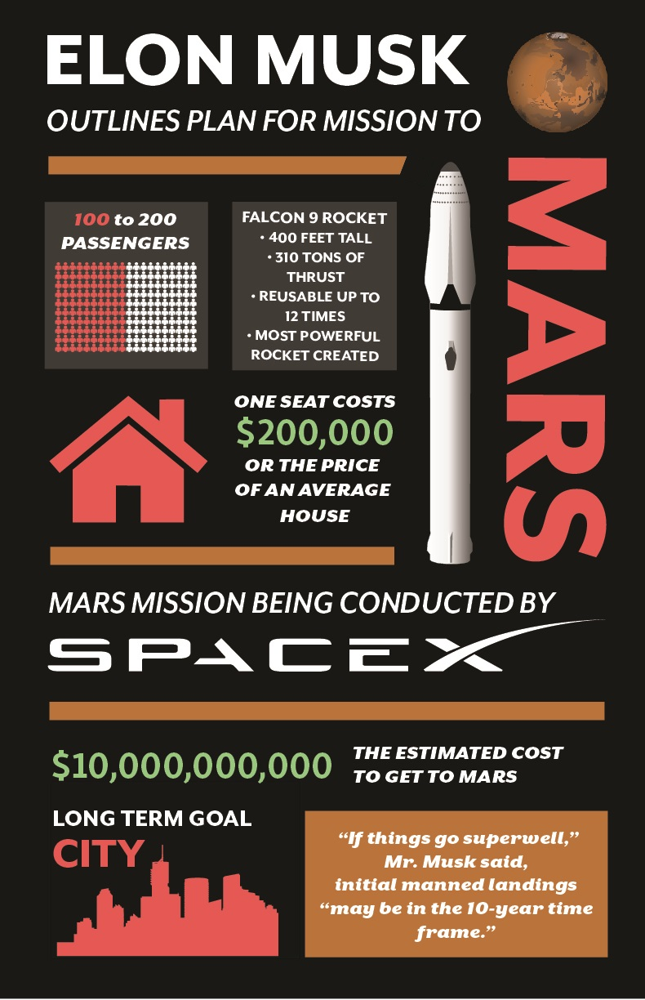 ELON MUSK
OUTLINES PLAN FOR MISSION TO
MARS
100 to 200
PASSENGERS
FALCON 9 ROCKET
• 400 FEET TALL
• 310 TONS OF
THRUST
• REUSABLE UP TO
12 TIMES
• MOST POWERFUL
ROCKET CREATED
ONE SEAT COSTS
$200,000
OR THE PRICE
OF AN AVERAGE
HOUSE
MARS MISSION BEING CONDUCTED BY
SPACEX
$10,000,000,000
THE ESTIMATED COST
TO GET TO MARS
LONG TERM GOAL
CITY
“If things go superwell,”
Mr. Musk said,
initial manned landings
“may be in the 10-year time
frame.”